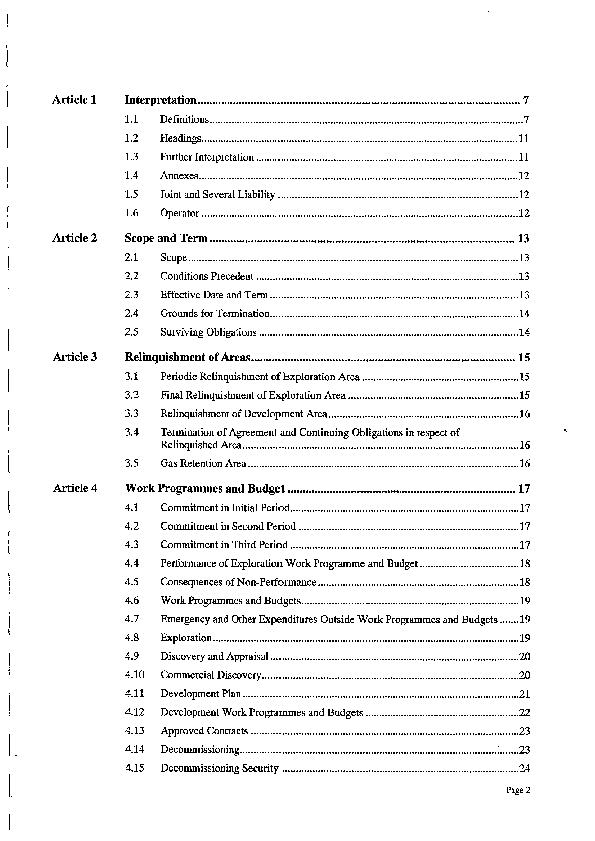 Article 1 Interpretation 7
1.1 Definitions 7
1.2 Headings 11
1.3 Further Interpretation 11
1.4 Annexes 12
1.5 Joint and Several Liability 12
1.6 Operator 12
Article 2 Scope and Term 13
2.1 Scope 13
2.2 Conditions Precedent 13
2.3 Effective Date and Term 13
2.4 Grounds for Termination 14
2.5 Surviving Obligations 14
Article 3 Relinquishment of Areas 15
3.1 Periodic Relinquishment of Exploration Area 15
3.2 Final Relinquishment of Exploration Area 15
3.3 Relinquishment of Development Area 16
3.4 Termination of Agreement and Continuing Obligations in respect of
Relinquished Area 16
3.5 Gas Retention Area 16
Article 4 Work Programmes and Budget 17
4.1 Commitment in Initial Period 17
4.2 Commitment in Second Period 17
4.3 Commitment in Third Period 17
4.4 Performance of Exploration Work Programme and Budget 18
4.5 Consequences of Non-Performance 18
4.6 Work Programmes and Budgets 19
4.7 Emergency and Other Expenditures Outside Work Programmes and Budgets 19
4.8 Exploration 19
4.9 Discovery and Appraisal 20
4.10 Commercial Discovery 20
4.11 Development Plan 21
4.12 Development Work Programmes and Budgets 22
4.13 Approved Contracts 23
4.14 Decommissioning 23
4.15 Decommissioning Security 24
Page 2